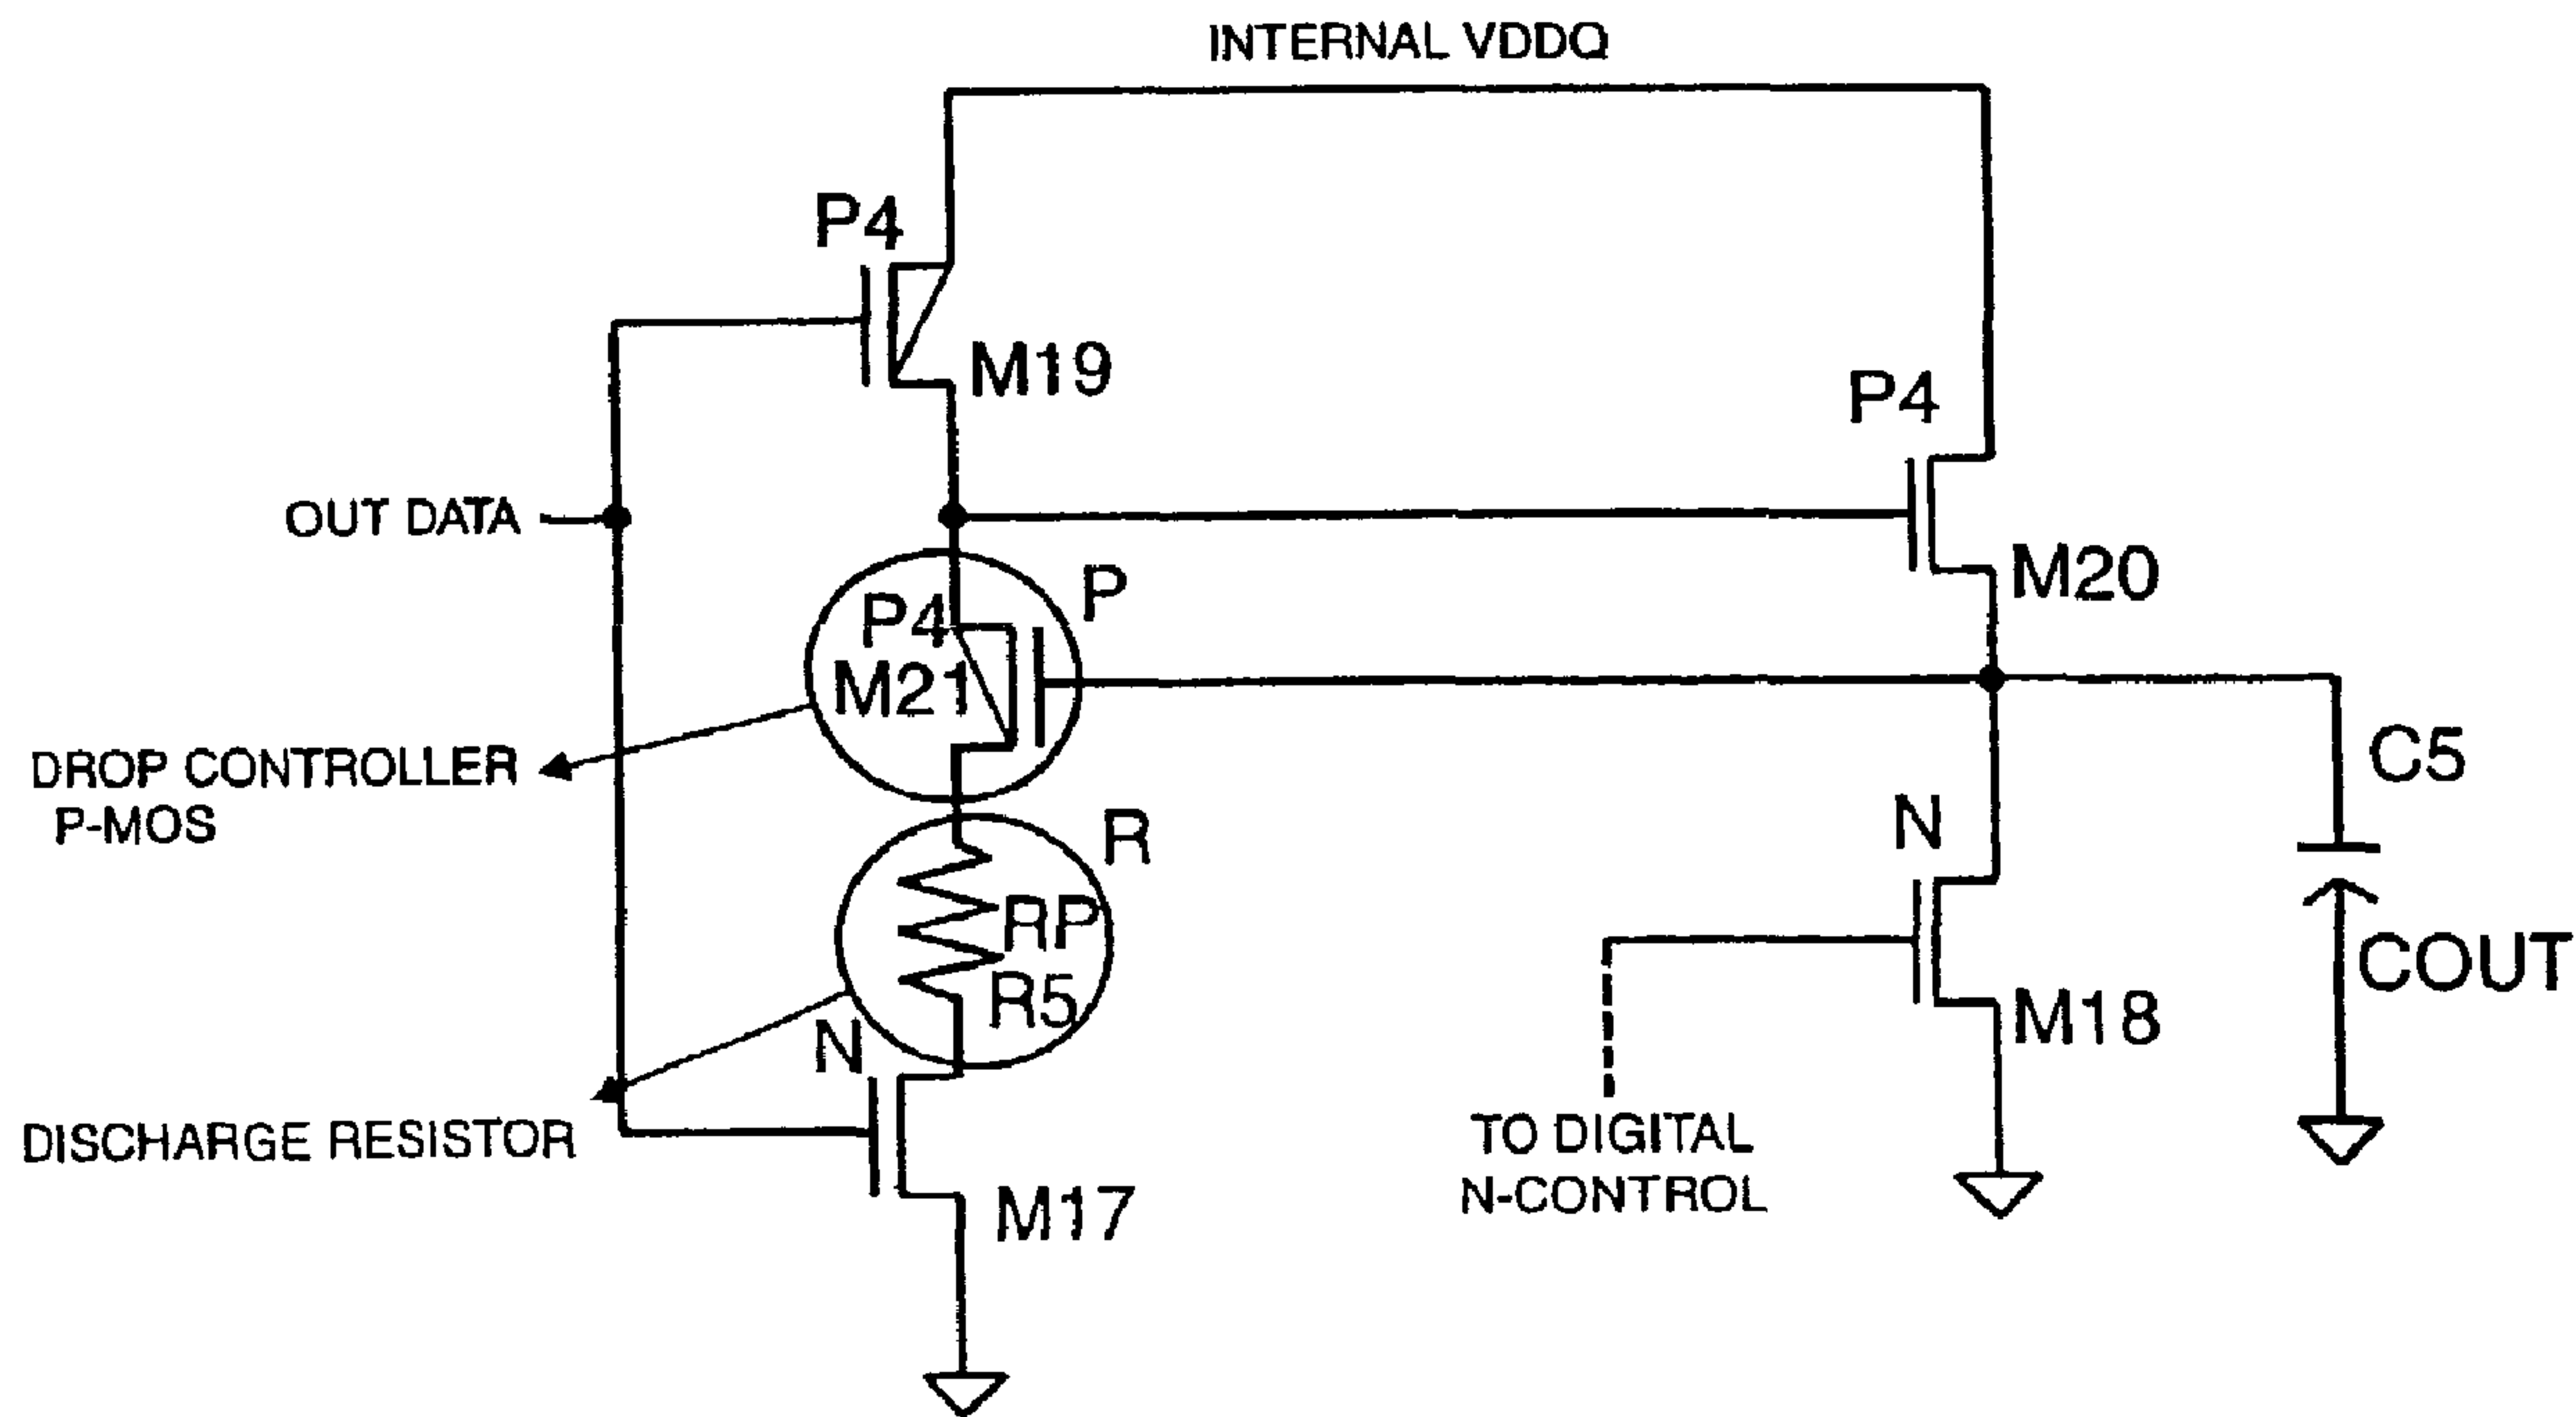 INTERNAL VDDQ
P4
M19
P4
OUT DATA
M20
P
P4
M21
DROP CONTROLLER
P-MOS
C5
R
N
RP
R5
COUT
N
M18
DISCHARGE RESISTOR
TO DIGITAL
N-CONTROL
M17